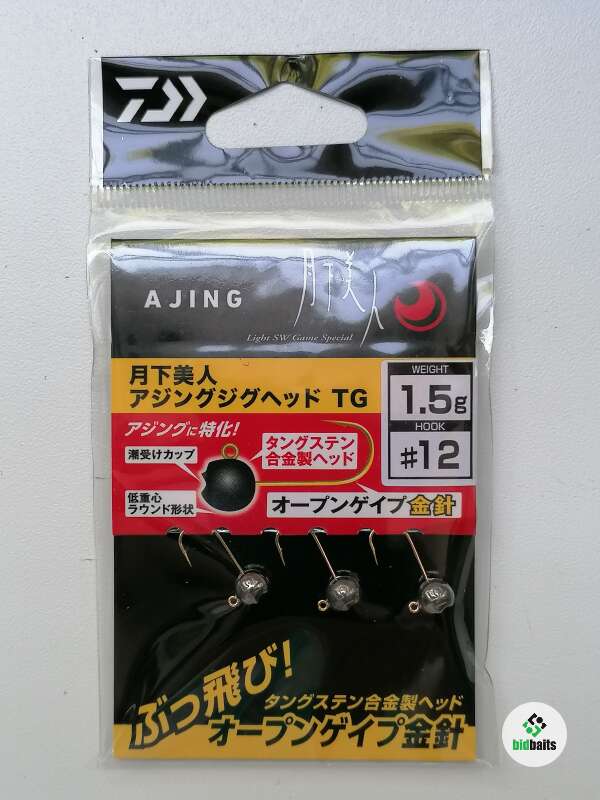 AJING
月下美人
Light SW Game Special
月下美人
アジングジグヘッド TG
WEIGHT
1.5g
HOOK
#12
アジングに特化!
潮受けカップ
タングステン
合金製ヘッド
低重心
ラウンド形状
オープンゲイプ金針
ぶっ飛び!
タングステン合金製ヘッド
オープンゲイプ金針
bidbaits